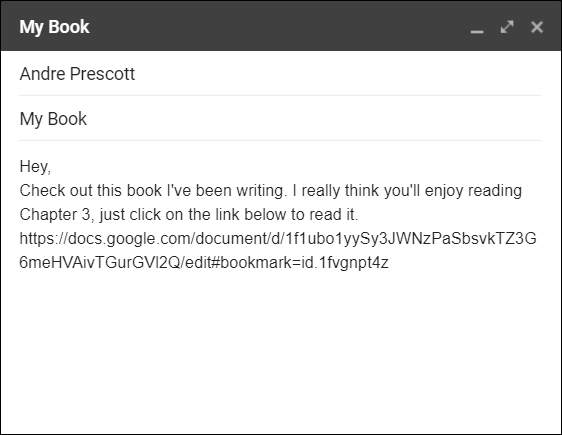 My Book
Andre Prescott
My Book
Hey,
Check out this book I've been writing. I really think you'll enjoy reading
Chapter 3, just click on the link below to read it.
https://docs.google.com/document/d/1f1ubo1yySy3JWNzPaSbsvkTZ3G
6meHVAivTGurGVl2Q/edit#bookmark=id.1fvgnpt4z